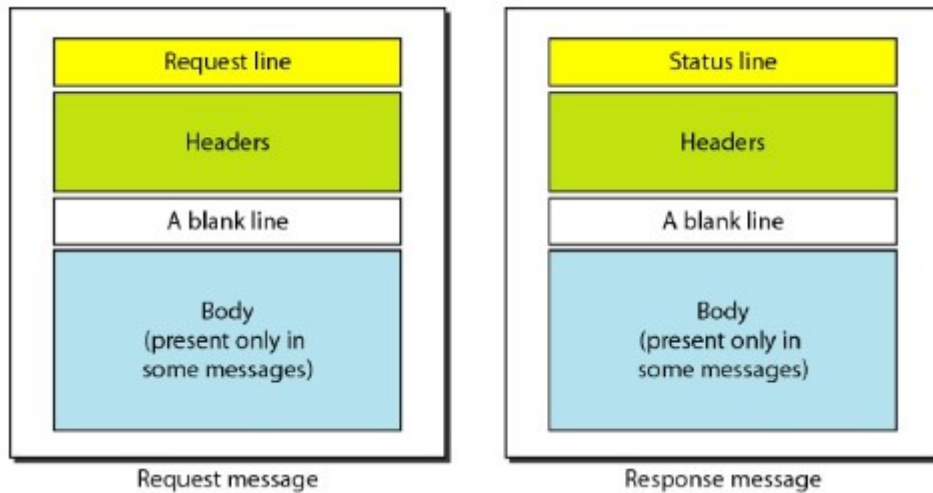 Request line
Headers
A blank line
Body
(present only in
some messages)
Request message
Status line
Headers
A blank line
Body
(present only in
some messages)
Response message